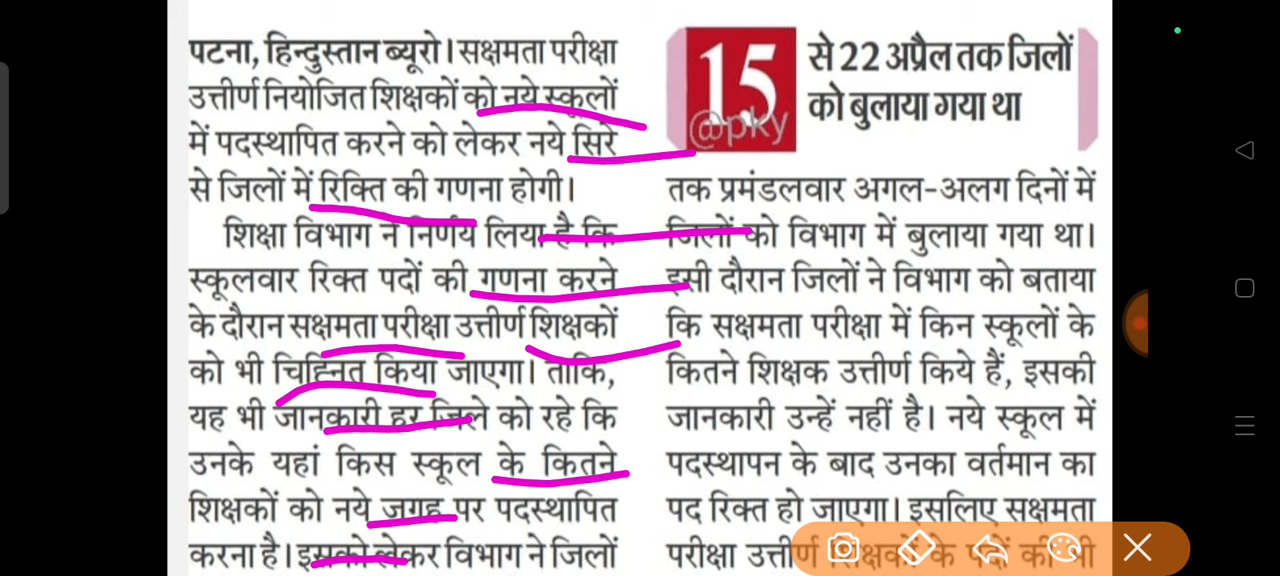 पटना, हिन्दुस्तान ब्यूरो। सक्षमता परीक्षा
उत्तीर्ण नियोजित शिक्षकों को नये स्कूलों
में पदस्थापित करने को लेकर नये सिरे
से जिलों में रिक्ति की गणना होगी।
शिक्षा विभाग ने निर्णय लिया है कि
स्कूलवार रिक्त पदों की गणना करने
के दौरान सक्षमता परीक्षा उत्तीर्ण शिक्षकों
को भी चिह्नित किया जाएगा। ताकि,
यह भी जानकारी हर जिले को रहे कि
उनके यहां किस स्कूल के कितने
शिक्षकों को नये जगह पर पदस्थापित
करना है। इसको लेकर विभाग ने जिलों
15 से 22 अप्रैल तक जिलों
को बुलाया गया था
@pky
तक प्रमंडलवार अगल-अलग दिनों में
जिलों को विभाग में बुलाया गया था।
इसी दौरान जिलों ने विभाग को बताया
कि सक्षमता परीक्षा में किन स्कूलों के
कितने शिक्षक उत्तीर्ण किये हैं, इसकी
जानकारी उन्हें नहीं है। नये स्कूल में
पदस्थापन के बाद उनका वर्तमान का
पद रिक्त हो जाएगा। इसलिए सक्षमता
परीक्षा उत्तीर्ण शिक्षकों के पदों की भी